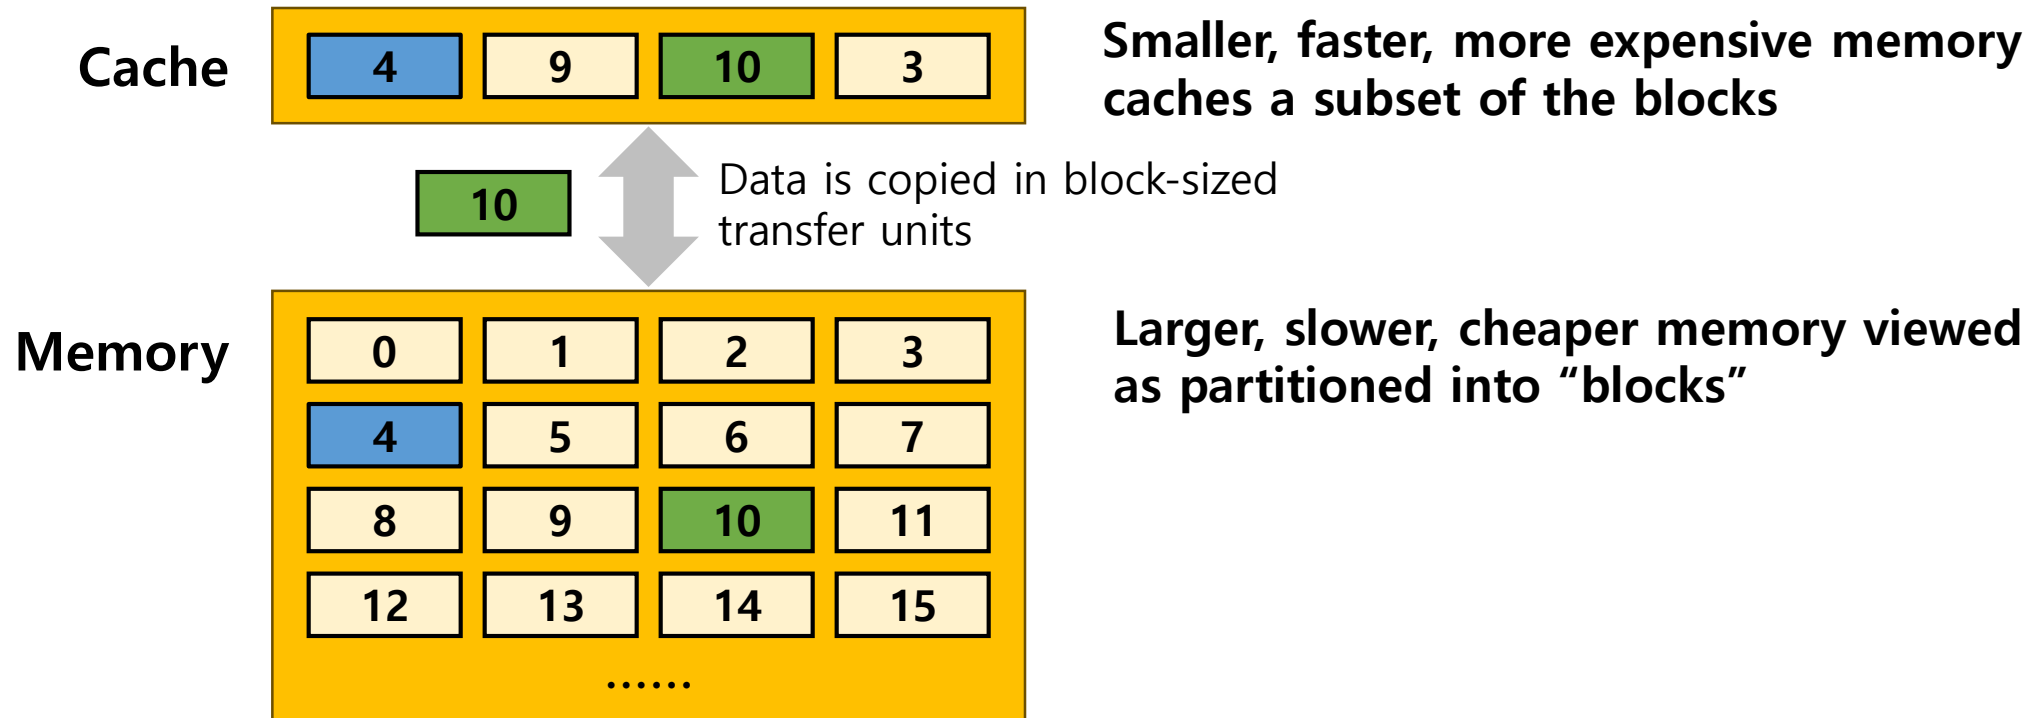 Cache
4 9 10 3
Smaller, faster, more expensive memory
caches a subset of the blocks
10
Data is copied in block-sized
transfer units
Memory
0 1 2 3
4 5 6 7
8 9 10 11
12 13 14 15
......
Larger, slower, cheaper memory viewed
as partitioned into “blocks”